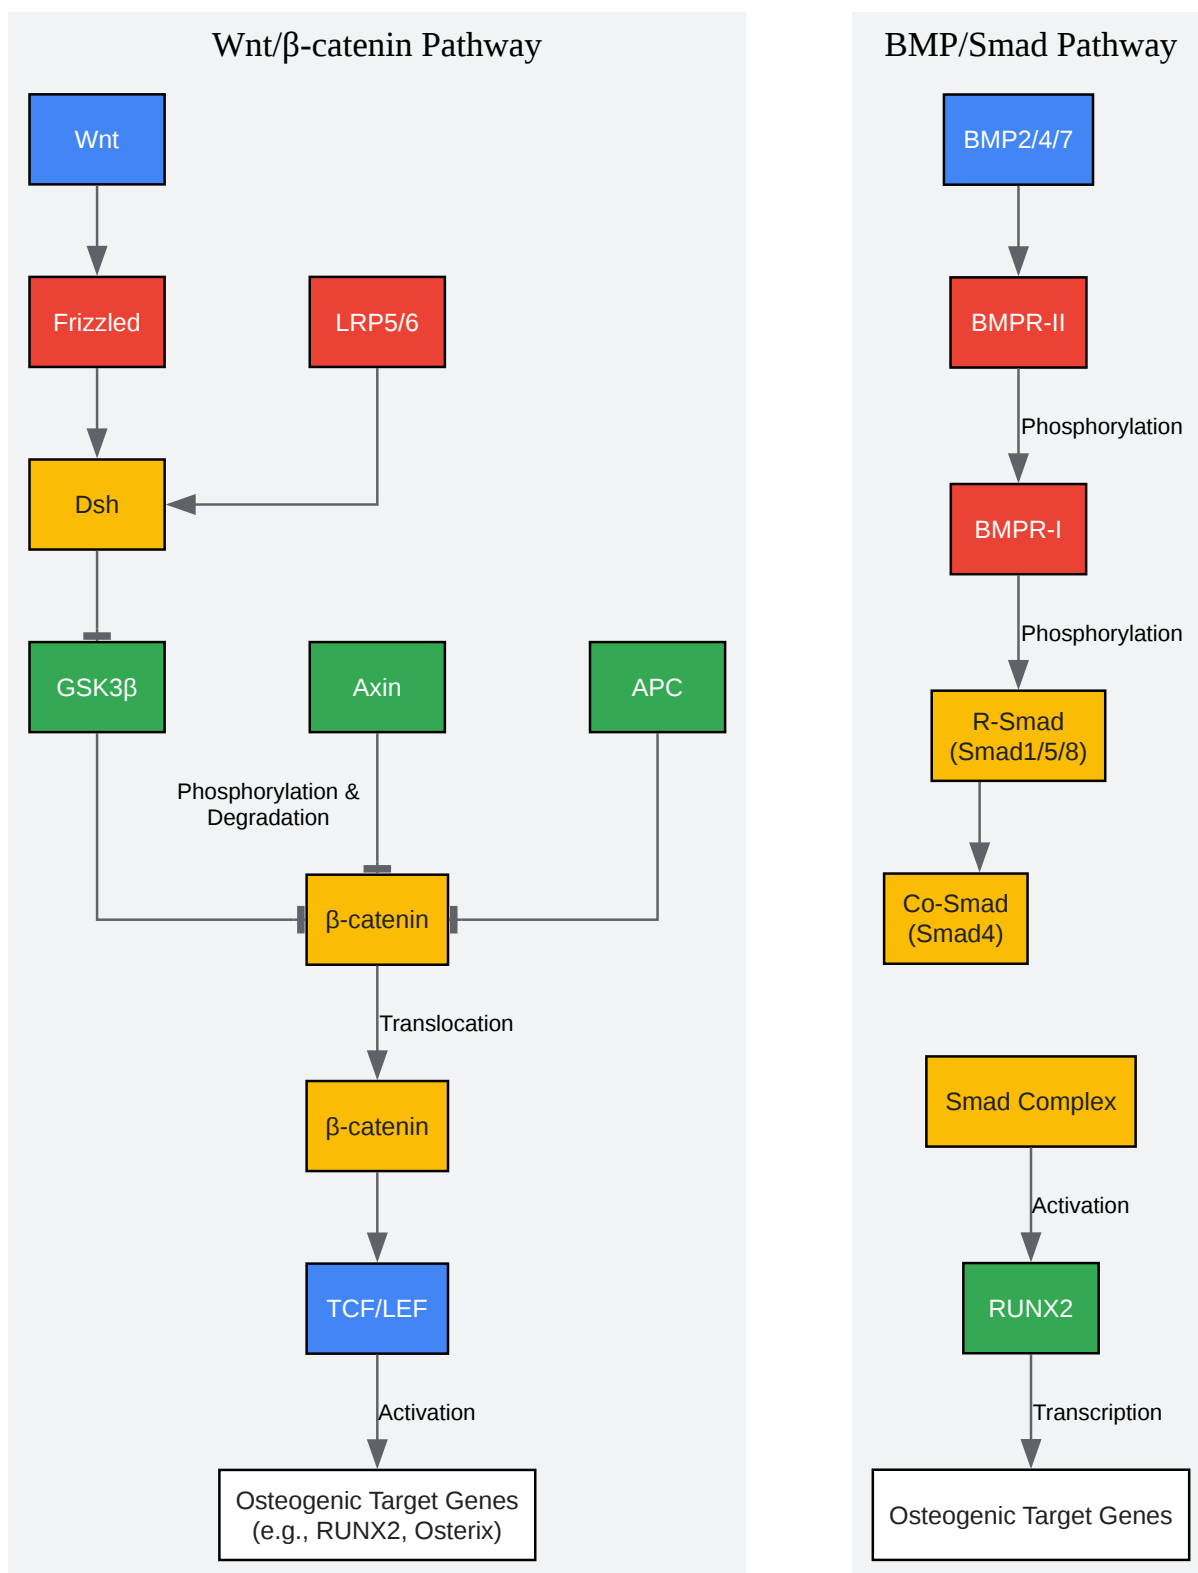 Wnt/β-catenin Pathway
Wnt
Frizzled
LRP5/6
Dsh
GSK3β
Axin
APC
Phosphorylation &
Degradation
β-catenin
Translocation
β-catenin
TCF/LEF
Activation
Osteogenic Target Genes
(e.g., RUNX2, Osterix)
BMP/Smad Pathway
BMP2/4/7
BMPR-II
Phosphorylation
BMPR-I
Phosphorylation
R-Smad
(Smad1/5/8)
Co-Smad
(Smad4)
Smad Complex
Activation
RUNX2
Transcription
Osteogenic Target Genes